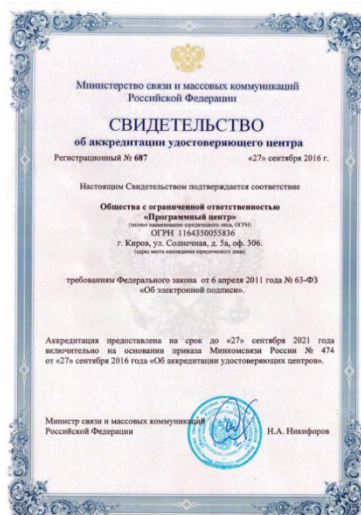 Министерство связи и массовых коммуникаций
Российской Федерации
СВИДЕТЕЛЬСТВО
об аккредитации удостоверяющего центра
Регистрационный № 687 «27» сентября 2016 г.
Настоящим Свидетельством подтверждается соответствие
Общества с ограниченной ответственностью
«Программный центр»
(полное наименование юридического лица, ОГРН)
ОГРН 1164350055836
г. Киров, ул. Солнечная, д. 5а, оф. 306.
(адрес места нахождения юридического лица)
требованиям Федерального закона от 6 апреля 2011 года № 63-ФЗ
«Об электронной подписи».
Аккредитация предоставлена на срок до «27» сентября 2021 года
включительно на основании приказа Минкомсвязи России № 474
от «27» сентября 2016 года «Об аккредитации удостоверяющих центров».
Министр связи и массовых коммуникаций
Российской Федерации Н.А. Никифоров